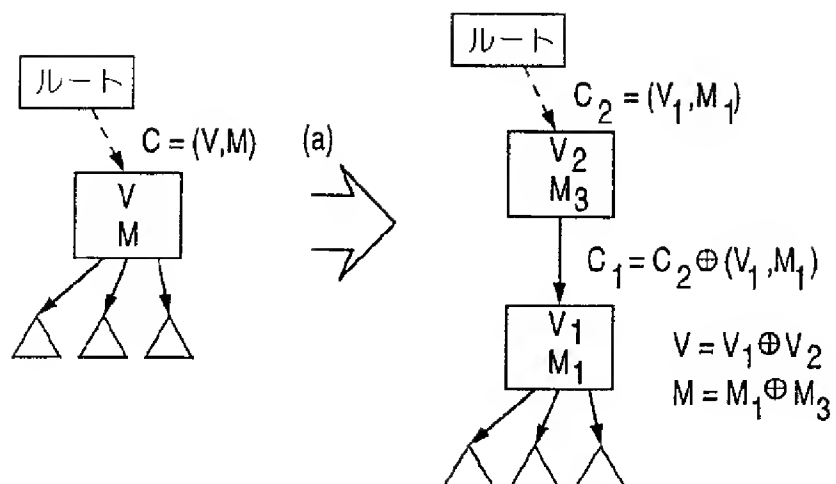 ルート
C = (V,M)
V
M
(a)
ルート
C₂ = (V₁,M₁)
V₂
M₃
C₁ = C₂⊕(V₁,M₁)
V₁
M₁
V = V₁⊕V₂
M = M₁⊕M₃